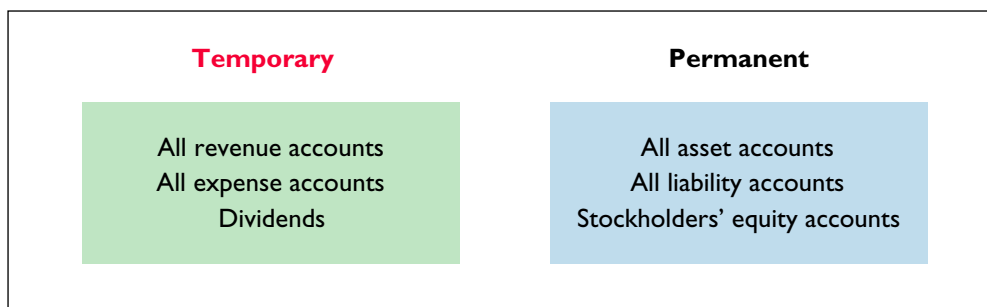 Temporary
All revenue accounts
All expense accounts
Dividends
Permanent
All asset accounts
All liability accounts
Stockholders’ equity accounts